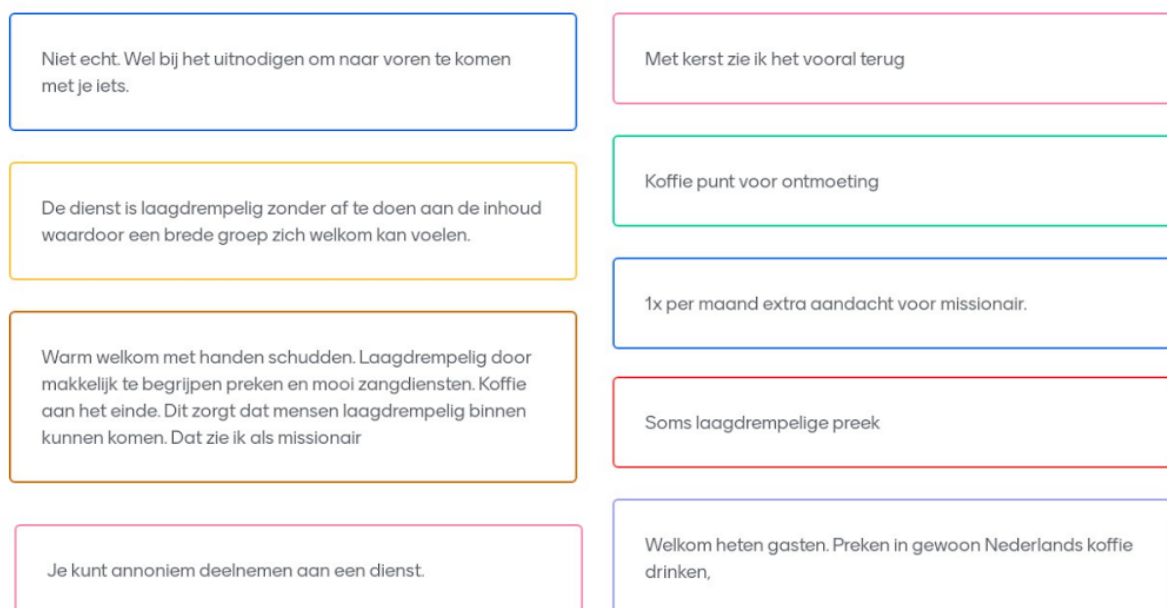 Niet echt. Wel bij het uitnodigen om naar voren te komen
met je iets.
De dienst is laagdrempelig zonder af te doen aan de inhoud
waardoor een brede groep zich welkom kan voelen.
Warm welkom met handen schudden. Laagdrempelig door
makkelijk te begrijpen preken en mooi zangdiensten. Koffie
aan het einde. Dit zorgt dat mensen laagdrempelig binnen
kunnen komen. Dat zie ik als missionair
Je kunt annoniem deelnemen aan een dienst.
Met kerst zie ik het vooral terug
Koffie punt voor ontmoeting
1x per maand extra aandacht voor missionair.
Soms laagdrempelige preek
Welkom heten gasten. Preken in gewoon Nederlands koffie
drinken,